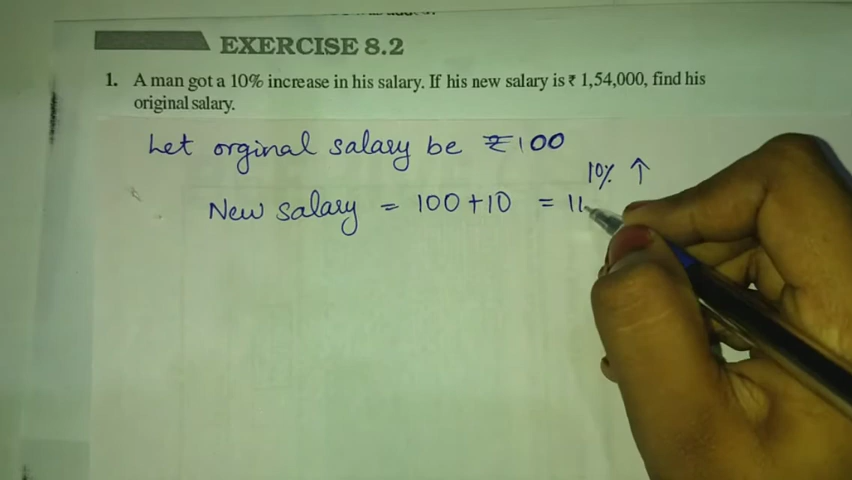 EXERCISE 8.2
1. A man got a 10% increase in his salary. If his new salary is ₹ 1,54,000, find his
original salary.
Let orginal salary be ₹100
10% ↑
New salary = 100 + 10 = 11